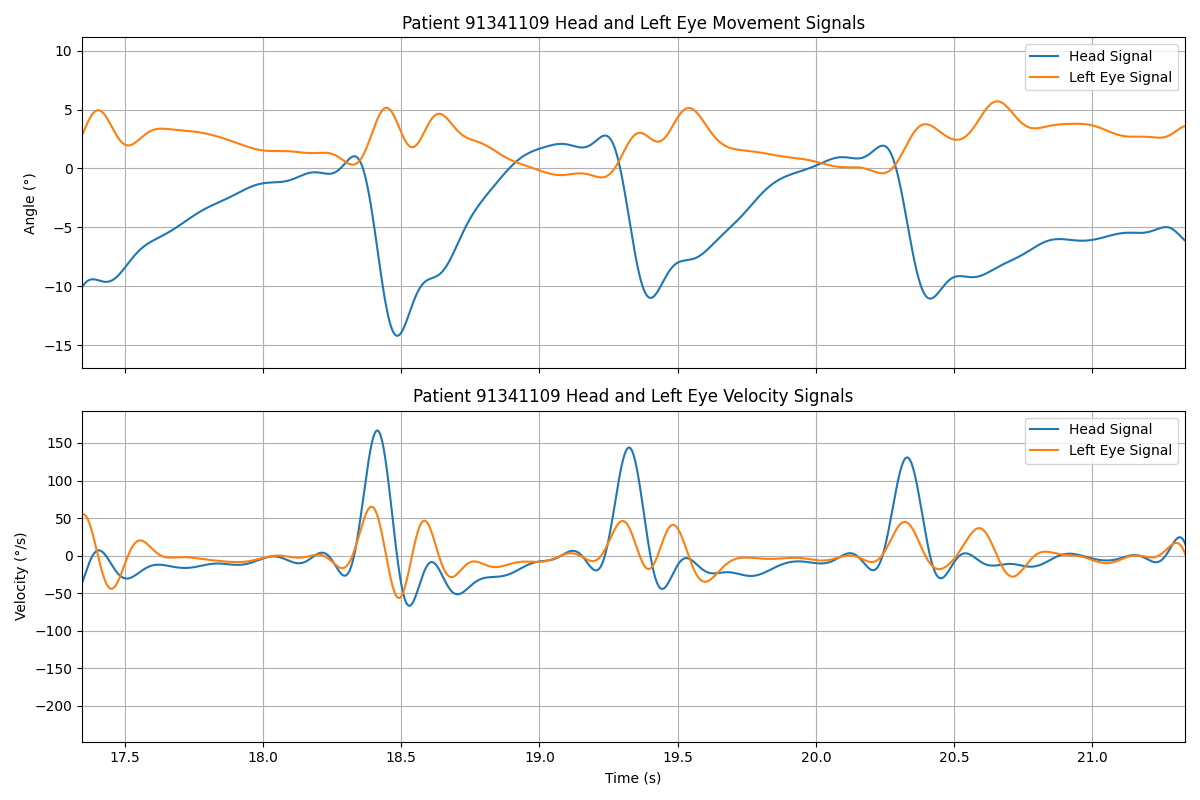 Patient 91341109 Head and Left Eye Movement Signals
10
5
0
−5
−10
−15
Angle (°)
Head Signal
Left Eye Signal
Patient 91341109 Head and Left Eye Velocity Signals
150
100
50
0
−50
−100
−150
−200
Velocity (°/s)
Head Signal
Left Eye Signal
17.5 18.0 18.5 19.0 19.5 20.0 20.5 21.0
Time (s)